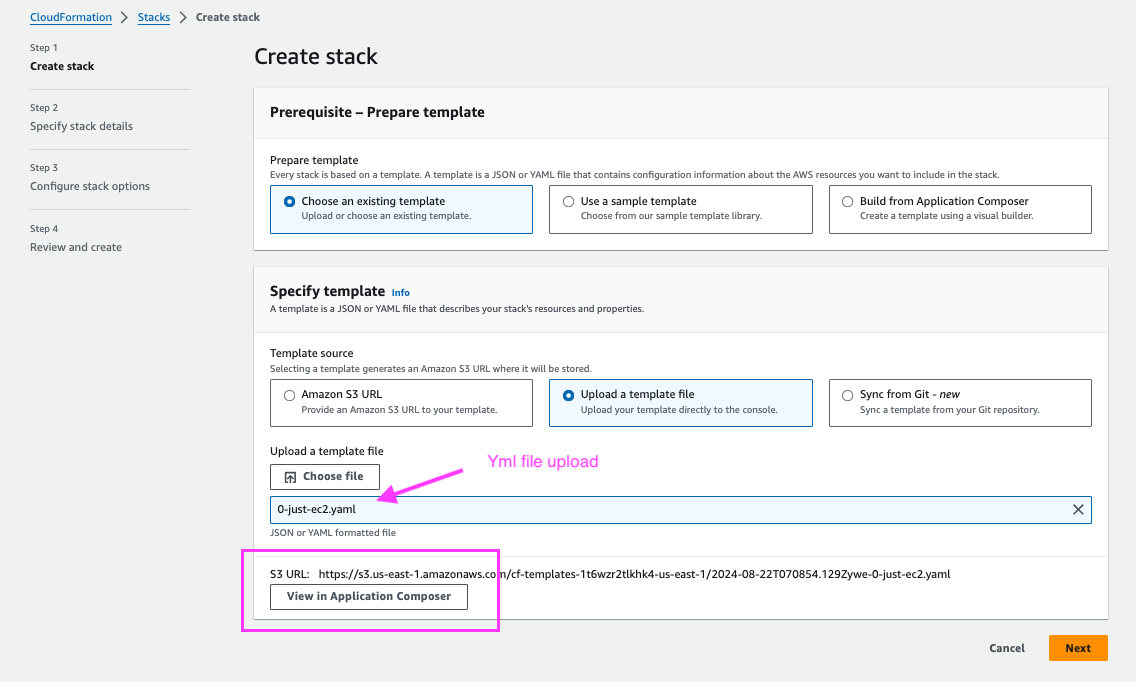 CloudFormation > Stacks > Create stack
Step 1
Create stack
Step 2
Specify stack details
Step 3
Configure stack options
Step 4
Review and create
Create stack
Prerequisite – Prepare template
Prepare template
Every stack is based on a template. A template is a JSON or YAML file that contains configuration information about the AWS resources you want to include in the stack.
Choose an existing template
Upload or choose an existing template.
Use a sample template
Choose from our sample template library.
Build from Application Composer
Create a template using a visual builder.
Specify template Info
A template is a JSON or YAML file that describes your stack's resources and properties.
Template source
Selecting a template generates an Amazon S3 URL where it will be stored.
Amazon S3 URL
Provide an Amazon S3 URL to your template.
Upload a template file
Upload your template directly to the console.
Sync from Git - new
Sync a template from your Git repository.
Upload a template file
Yml file upload
Choose file
0-just-ec2.yaml
JSON or YAML formatted file
S3 URL: https://s3.us-east-1.amazonaws.com/cf-templates-1t6wzr2tlkhk4-us-east-1/2024-08-22T070854.129Zywe-0-just-ec2.yaml
View in Application Composer
Cancel
Next